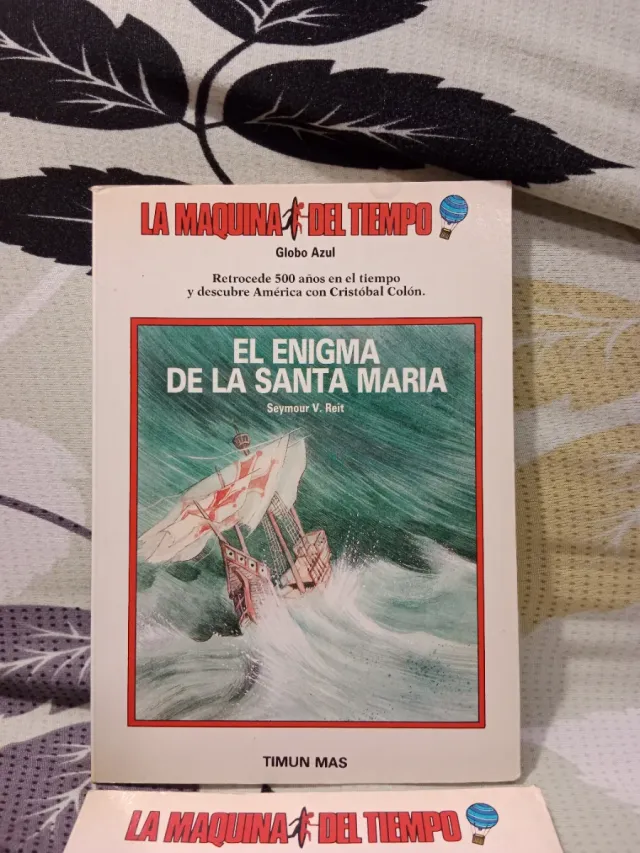 LA MAQUINA DEL TIEMPO
Globo Azul
Retrocede 500 años en el tiempo
y descubre América con Cristóbal Colón.
EL ENIGMA
DE LA SANTA MARIA
Seymour V. Reit
TIMUN MAS
LA MAQUINA DEL TIEMPO